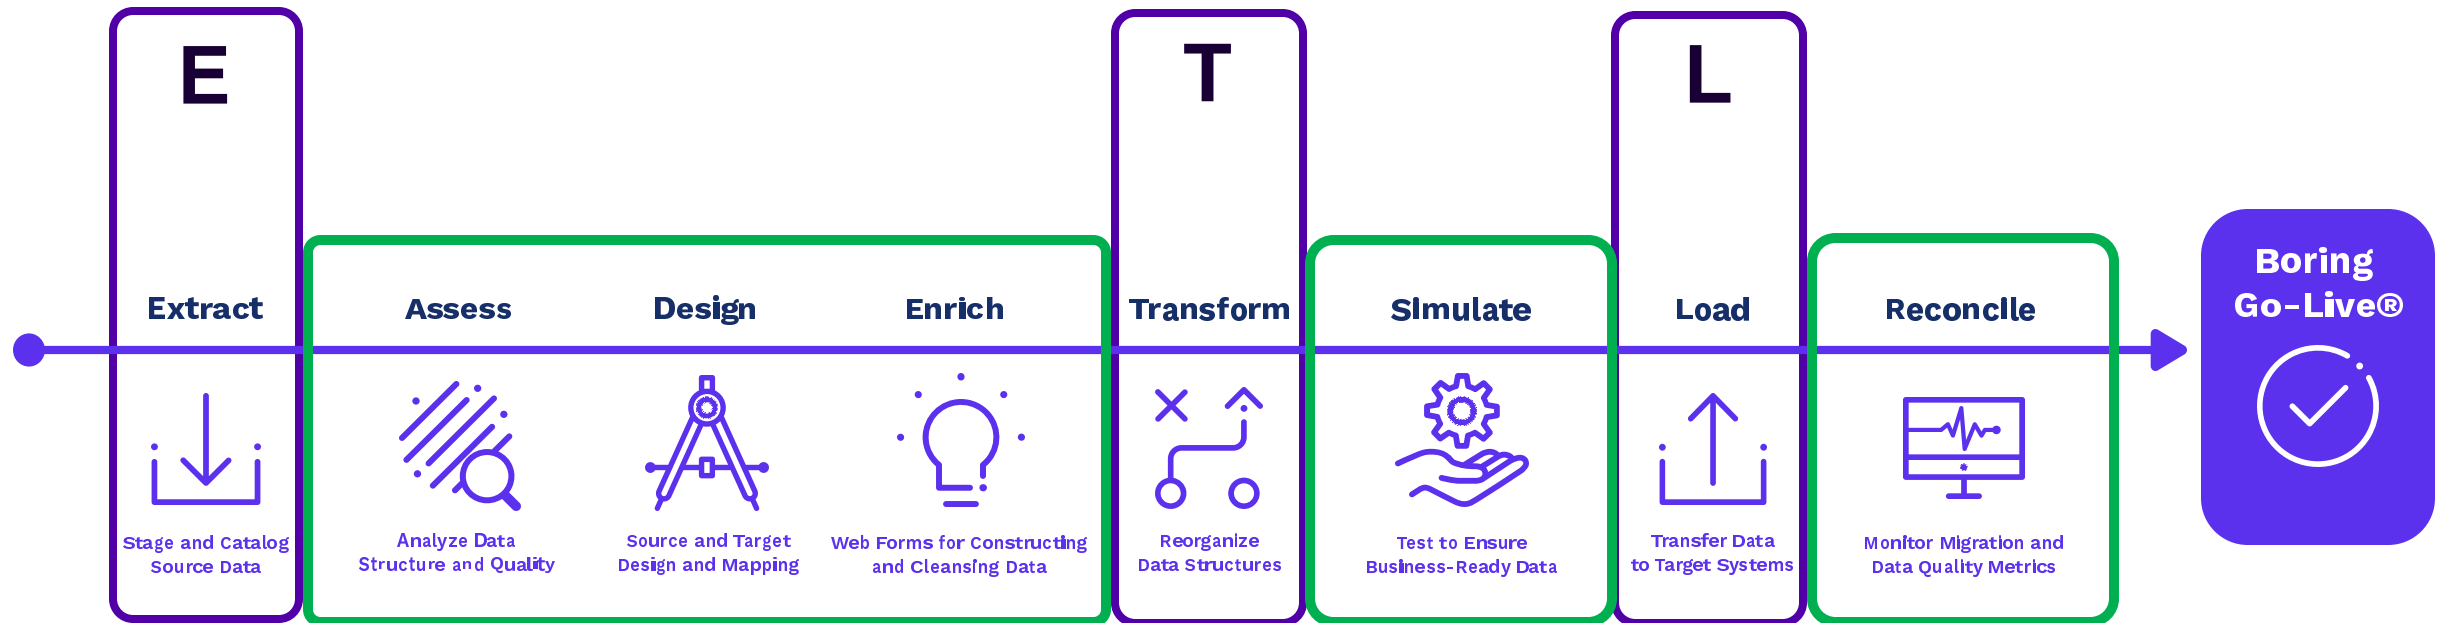 E
T
L
Extract
Assess
Design
Enrich
Transform
Simulate
Load
Reconcile
Stage and Catalog
Source Data
Analyze Data
Structure and Quality
Source and Target
Design and Mapping
Web Forms for Constructing
and Cleansing Data
Reorganize
Data Structures
Test to Ensure
Business-Ready Data
Transfer Data
to Target Systems
Monitor Migration and
Data Quality Metrics
Boring
Go-Live®